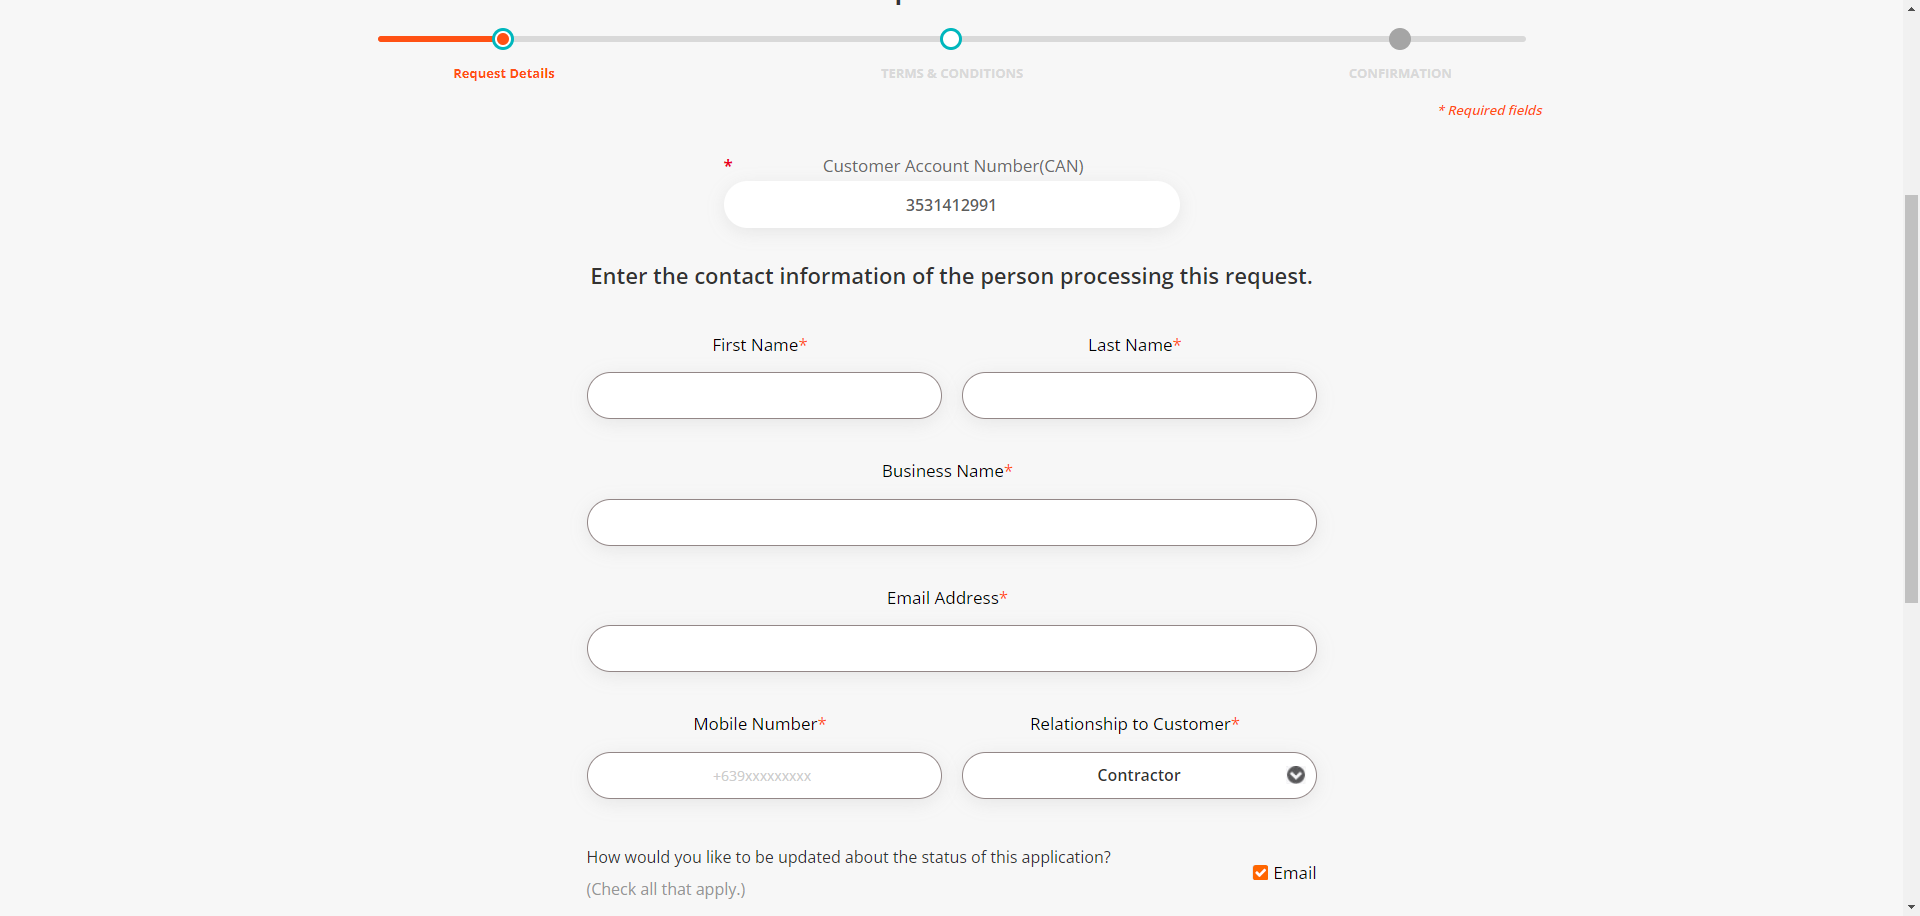 Request Details
TERMS & CONDITIONS
CONFIRMATION
* Required fields
* Customer Account Number(CAN)
3531412991
Enter the contact information of the person processing this request.
First Name*
Last Name*
Business Name*
Email Address*
Mobile Number*
Relationship to Customer*
+639xxxxxxxxx
Contractor
How would you like to be updated about the status of this application?
(Check all that apply.)
Email